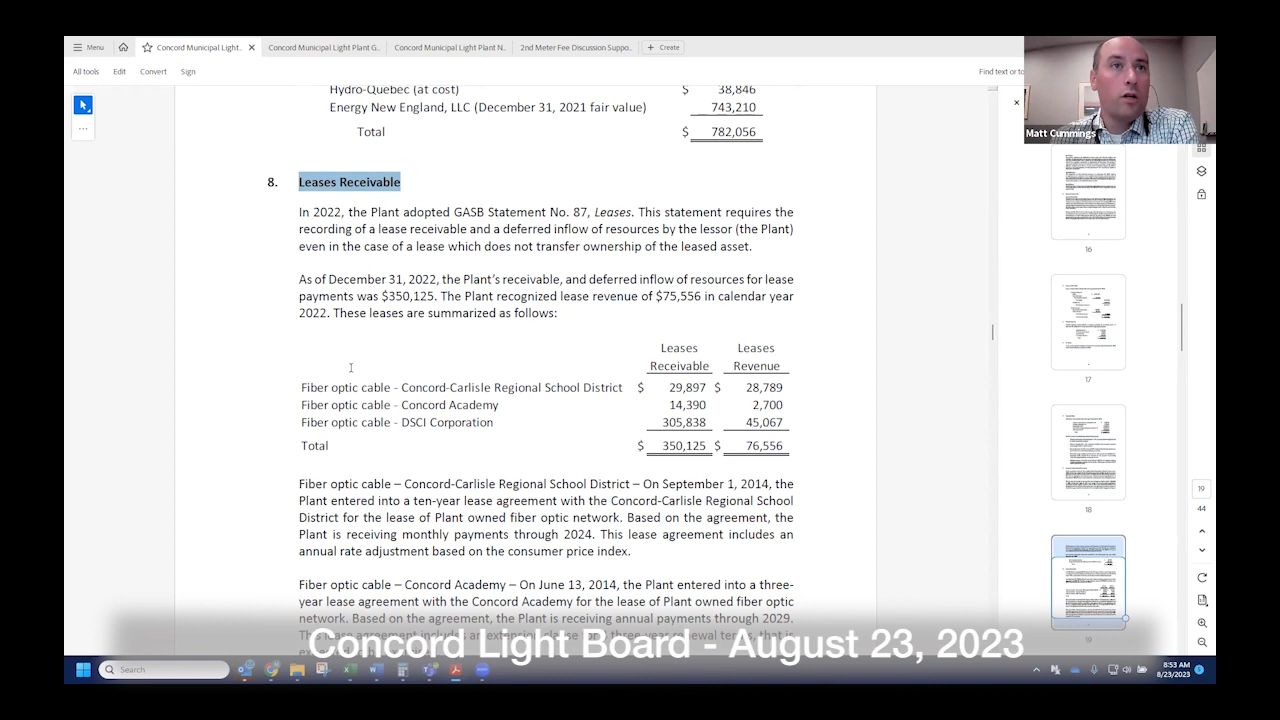 Menu
Concord Municipal Light..
Concord Municipal Light Plant G..
Concord Municipal Light Plant N..
2nd Meter Fee Discussion Suppo..
+ Create
All tools
Edit
Convert
Sign
Find text or to
Matt Cummings
Hydro-Quebec (at cost) $ 38,846
Energy New England, LLC (December 31, 2021 fair value) 743,210
Total $ 782,056
8. Leases Receivable
In 2022, the Plant adopted GASB Statement No. 87, Leases. This statement requires the
recording of a lease receivable and a deferred inflow of resources by the lessor (the Plant)
even in the case of a lease which does not transfer ownership of the leased asset.
As of December 31, 2022, the Plant's receivable, and deferred inflow of resources for lease
payments was $350,125. The Plant recognized lease revenue of $75,556 in calendar year
2022. These leases are summarized as follows:
Leases Leases
Receivable Revenue
Fiber optic cable - Concord-Carlisle Regional School District $ 29,897 $ 28,789
Fiber optic cable - Concord Academy 14,390 2,700
Fiber optic cable - DSCI Corporation 305,838 45,067
Total $ 350,125 $ 76,556
Fiber optic cable - Concord-Carlisle Regional School District – On September 1, 2014, the
Plant entered into a ten-year lease agreement with the Concord-Carlisle Regional School
District for the lease of Plant owned fiber optic network. Based on the agreement, the
Plant is receiving monthly payments through 2024. This lease agreement includes an
annual rate adjustment based on the consumer price index.
Fiber optic cable - Concord Academy – On June 13, 2014, Plant entered into a three-
year lease agreement with the Concord Academy for the lease of Plant owned fiber optic
network. Based on the agreement, the Plant is receiving annual payments through 2029.
16
17
18
19
19
44
Concord Light Board - August 23, 2023
Search
8:53 AM
8/23/2023